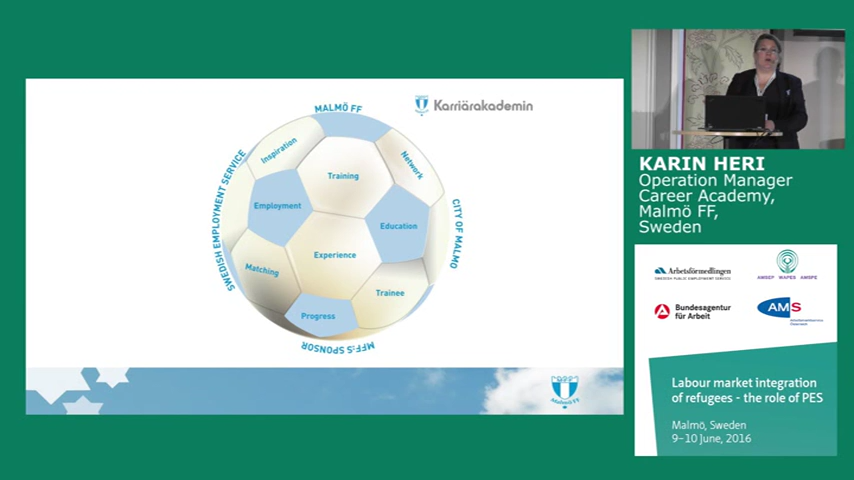 MALMÖ FF
Karriärakademin
Inspiration
Network
Training
SWEDISH EMPLOYMENT SERVICE
Employment
Education
CITY OF MALMÖ
Experience
Matching
Trainee
Progress
MFF:S SPONSOR
Malmö FF
KARIN HERI
Operation Manager
Career Academy,
Malmö FF,
Sweden
Arbetsförmedlingen
SWEDISH PUBLIC EMPLOYMENT SERVICE
AMSEP WAPES AMSPE
Bundesagentur
für Arbeit
AMS
Labour market integration
of refugees - the role of PES
Malmö, Sweden
9–10 June, 2016